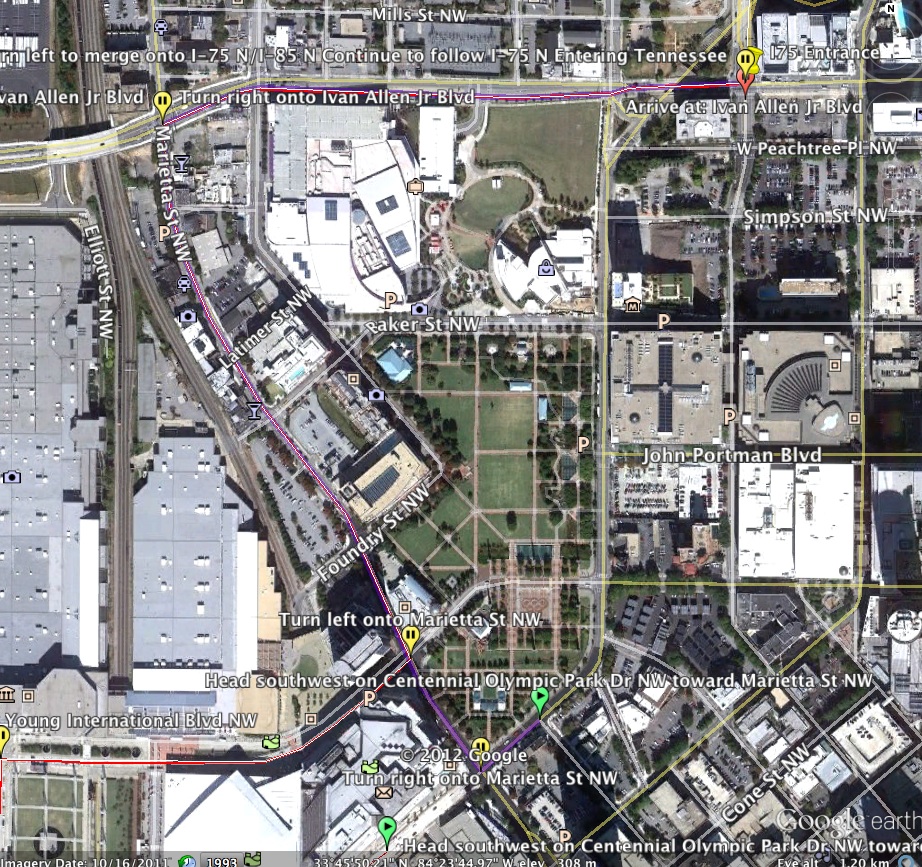 Mills St NW
N
rn left to merge onto I-75 N/I-85 N Continue to follow I-75 N Entering Tennessee
I75 Entrance
van Allen Jr Blvd
Turn right onto Ivan Allen Jr Blvd
Arrive at: Ivan Allen Jr Blvd
Marietta St NW
W Peachtree Pl NW
Simpson St NW
Elliott St NW
P
Latimer St NW
P
Baker St NW
P
P
P
John Portman Blvd
Foundry St NW
Turn left onto Marietta St NW
Head southwest on Centennial Olympic Park Dr NW toward Marietta St NW
P
Young International Blvd NW
© 2012 Google
Turn right onto Marietta St NW
Cone St NW
Google earth
P
Head southwest on Centennial Olympic Park Dr NW towar
Imagery Date: 10/16/2011
1993
33°45'50.21" N -84°23'44.97" W elev 308 m
Eye alt 1.20 km